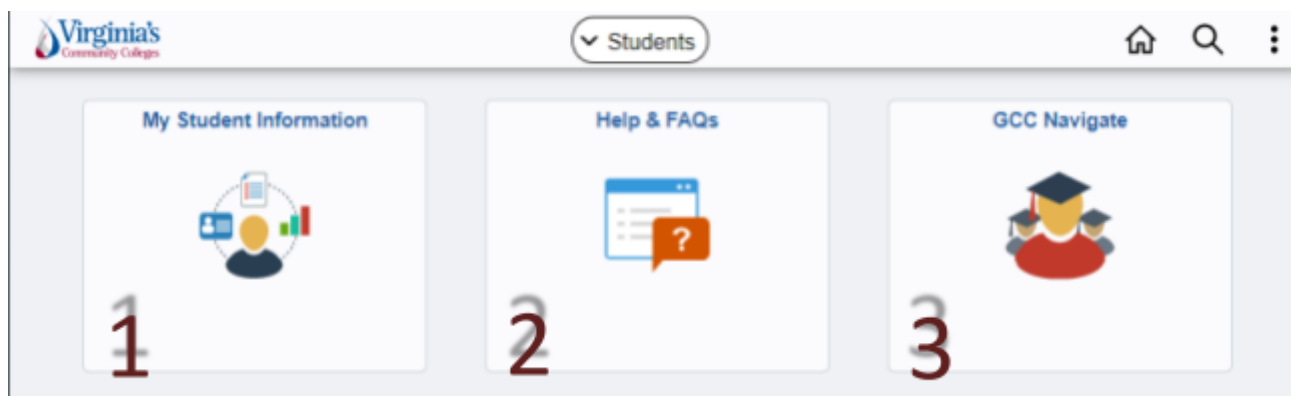 Virginia's
Community Colleges
Students
My Student Information
Help & FAQs
GCC Navigate
?
1
2
3